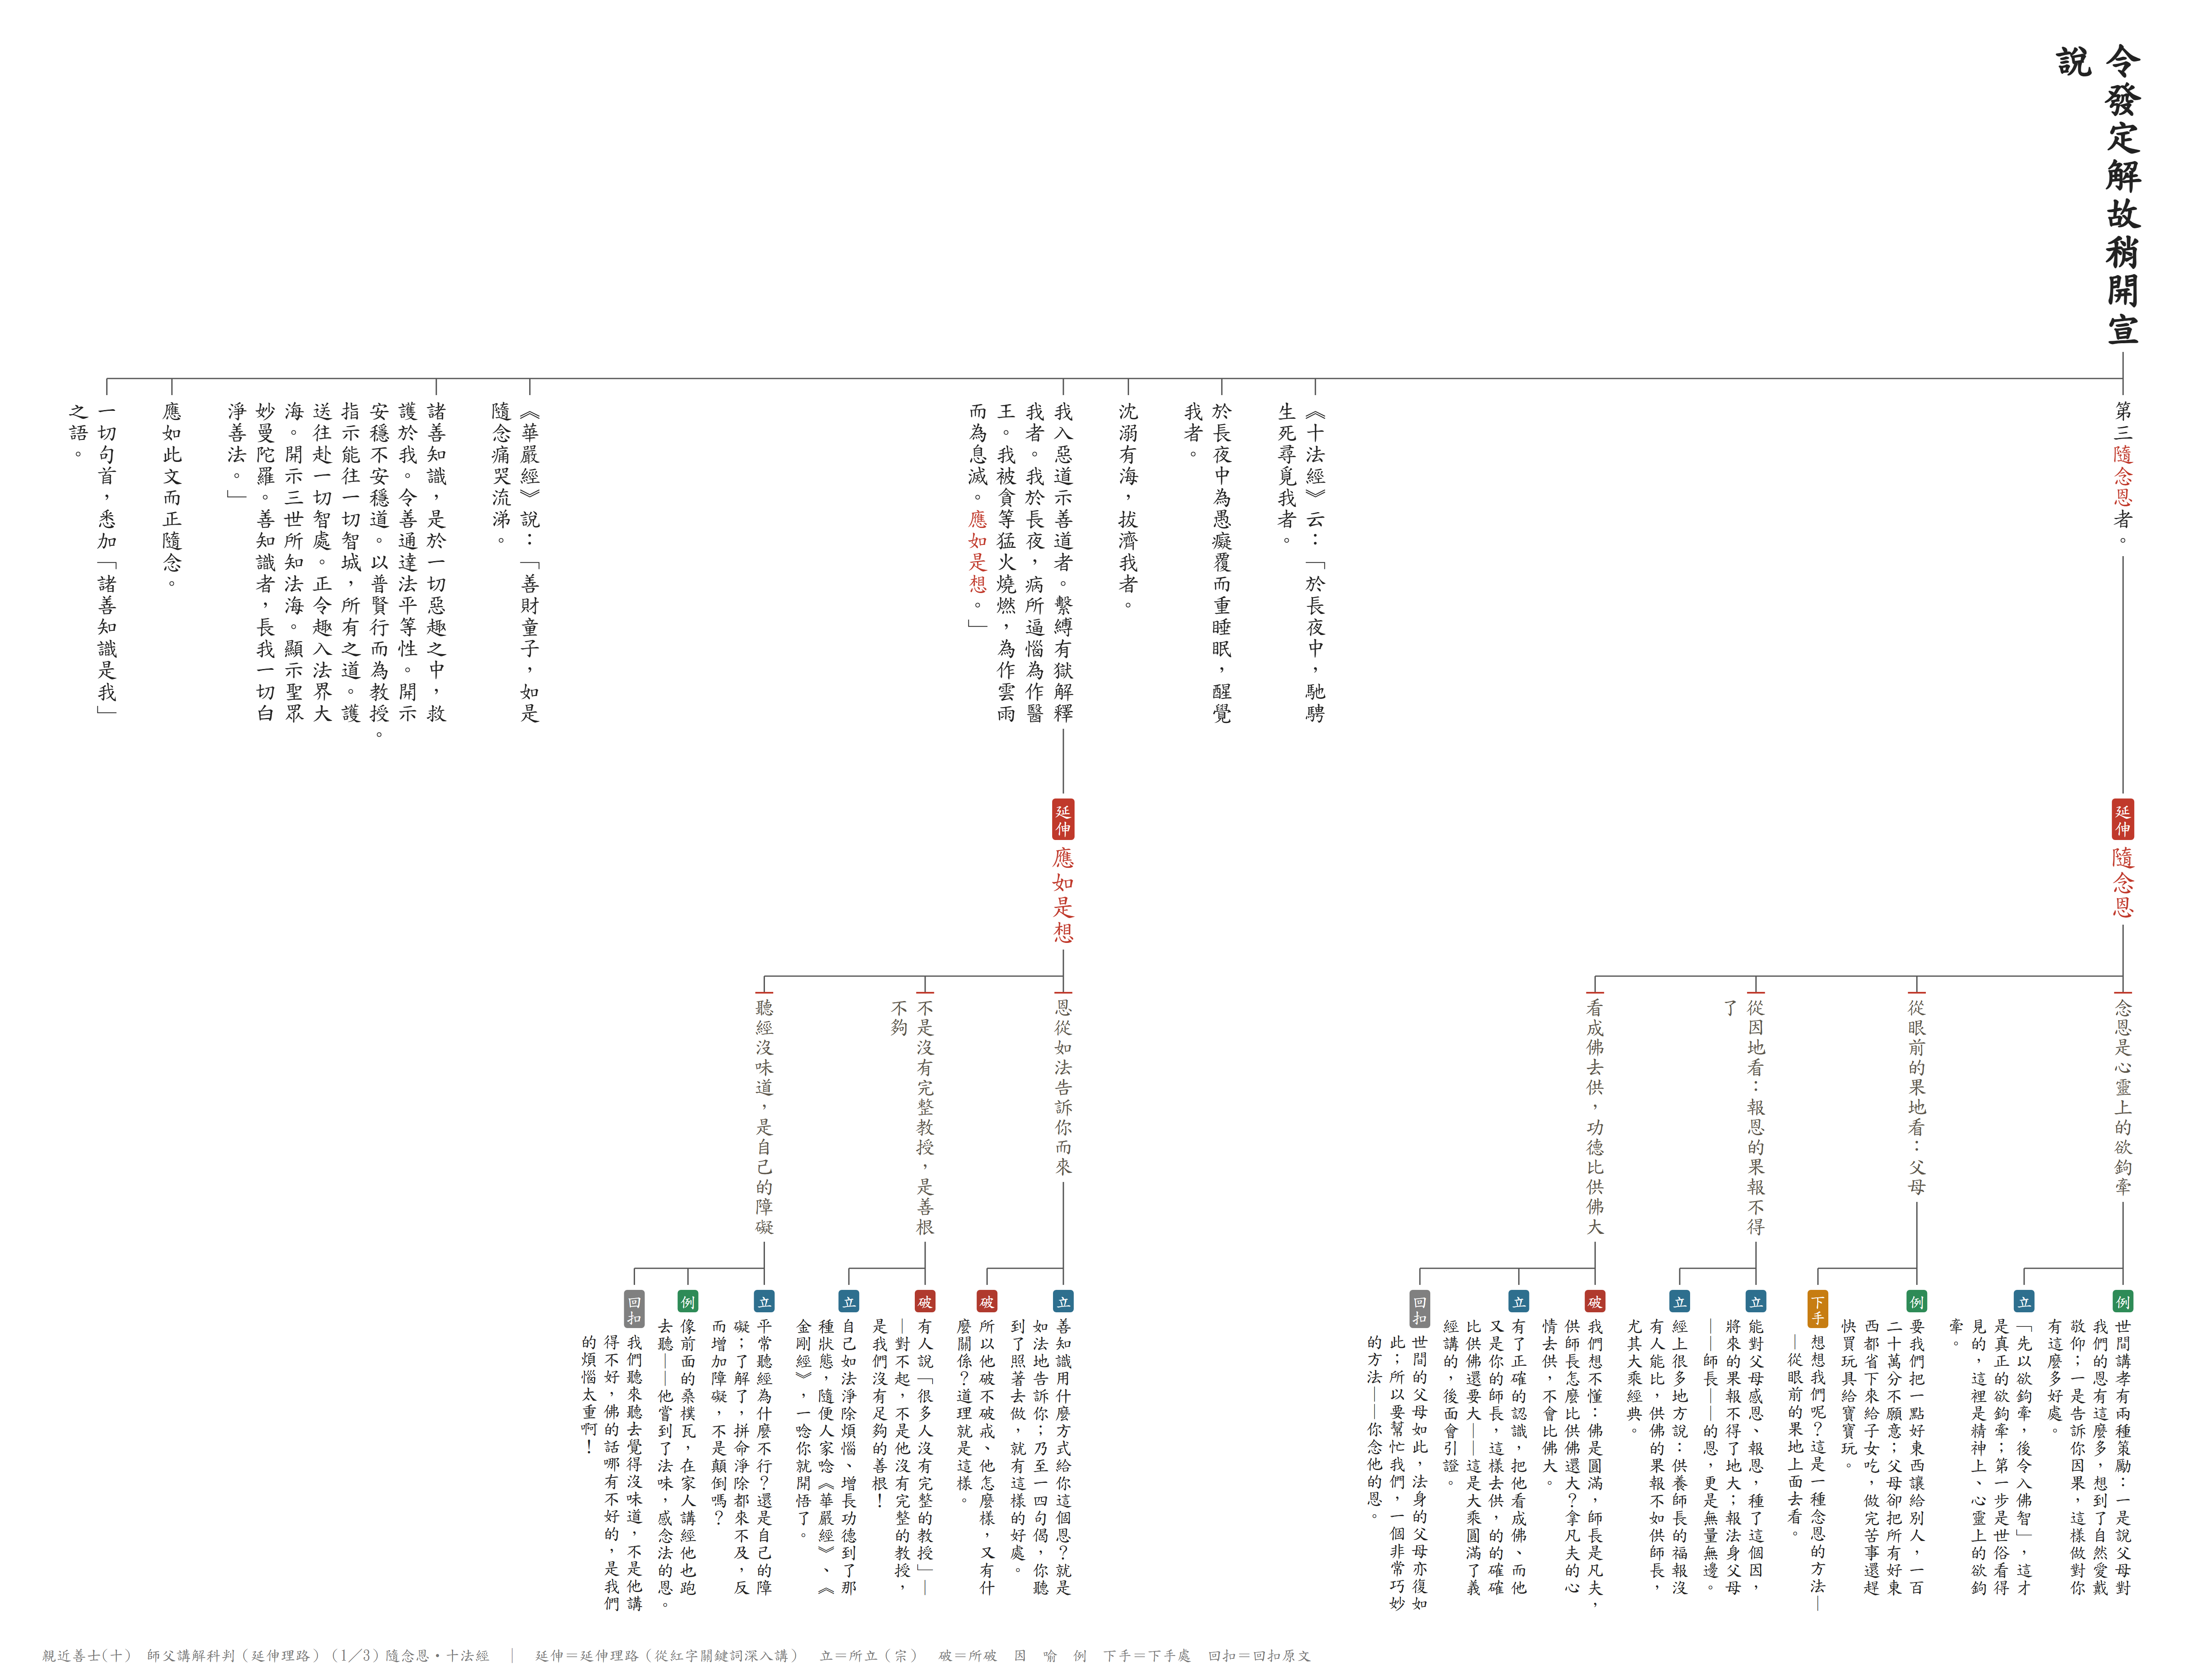 令發定解故稍開宣
說
第三隨念恩者。
《十法經》云：「於長夜中，馳騁
生死尋覓我者。
於長夜中為愚癡覆而重睡眠，醒覺
我者。
沈溺有海，拔濟我者。
我入惡道示善道者。繫縛有獄解釋
我者。我於長夜，病所逼惱為作醫
王。我被貪等猛火燒燃，為作雲雨
而為息滅。應如是想。」
《華嚴經》說：「善財童子，如是
隨念痛哭流涕。
諸善知識，是於一切惡趣之中，救
護於我。令善通達法平等性。開示
安穩不安穩道。以普賢行而為教授。
指示能往一切智城，所有之道。護
送往赴一切智處。正令趣入法界大
海。開示三世所知法海。顯示聖眾
妙曼陀羅。善知識者，長我一切白
淨善法。」
應如此文而正隨念。
一切句首，悉加「諸善知識是我」
之語。
延伸
隨念恩
念恩是心靈上的欲鉤牽
例
世間講孝有兩種策勵：一是說父母對
我們的恩有這麼多，想到了自然愛戴
敬仰；一是告訴你因果，這樣做對你
有這麼多好處。
立
「先以欲鉤牽，後令入佛智」，這才
是真正的欲鉤牽；第一步是世俗看得
見的，這裡是精神上、心靈上的欲鉤
牽。
從眼前的果地看：父母
例
要我們把一點好東西讓給別人，一百
二十萬分不願意；父母卻把所有好東
西都省下來給子女吃，做完苦事還趕
快買玩具給寶寶玩。
下手
想想我們呢？這是一種念恩的方法—
—從眼前的果地上面去看。
從因地看：報恩的果報不得
了
立
能對父母感恩、報恩，種了這個因，
將來的果報不得了地大；報法身父母
——師長——的恩，更是無量無邊。
立
經上很多地方說：供養師長的福報沒
有人能比，供佛的果報不如供師長，
尤其大乘經典。
看成佛去供，功德比供佛大
破
我們想不懂：佛是圓滿，師長是凡夫，
供師長怎麼比供佛還大？拿凡夫的心
情去供，不會比佛大。
立
有了正確的認識，把他看成佛、而他
又是你的師長，這樣去供，的的確確
比供佛還要大——這是大乘圓滿了義
經講的，後面會引證。
回扣
世間的父母如此，法身的父母亦復如
此；所以要幫忙我們，一個非常巧妙
的方法——你念他的恩。
延伸
應如是想
恩從如法告訴你而來
立
善知識用什麼方式給你這個恩？就是
如法地告訴你；乃至一四句偈，你聽
到了照著去做，就有這樣的好處。
破
所以他破不破戒、他怎麼樣，又有什
麼關係？道理就是這樣。
不是沒有完整教授，是善根
不夠
破
有人說「很多人沒有完整的教授」—
—對不起，不是他沒有完整的教授，
是我們沒有足夠的善根！
立
自己如法淨除煩惱、增長功德到了那
種狀態，隨便人家唸《華嚴經》、《
金剛經》，一唸你就開悟了。
聽經沒味道，是自己的障礙
立
平常聽經為什麼不行？還是自己的障
礙；了解了，拼命淨除都來不及，反
而增加障礙，不是顛倒嗎？
例
像前面的桑樸瓦，在家人講經他也跑
去聽——他嘗到了法味，感念法的恩。
回扣
我們聽來聽去覺得沒味道，不是他講
得不好，佛的話哪有不好的，是我們
的煩惱太重啊！
親近善士(十)　師父講解科判（延伸理路）（1／3）隨念恩・十法經　｜　延伸＝延伸理路（從紅字關鍵詞深入講）　立＝所立（宗）　破＝所破　因　喻　例　下手＝下手處　回扣＝回扣原文